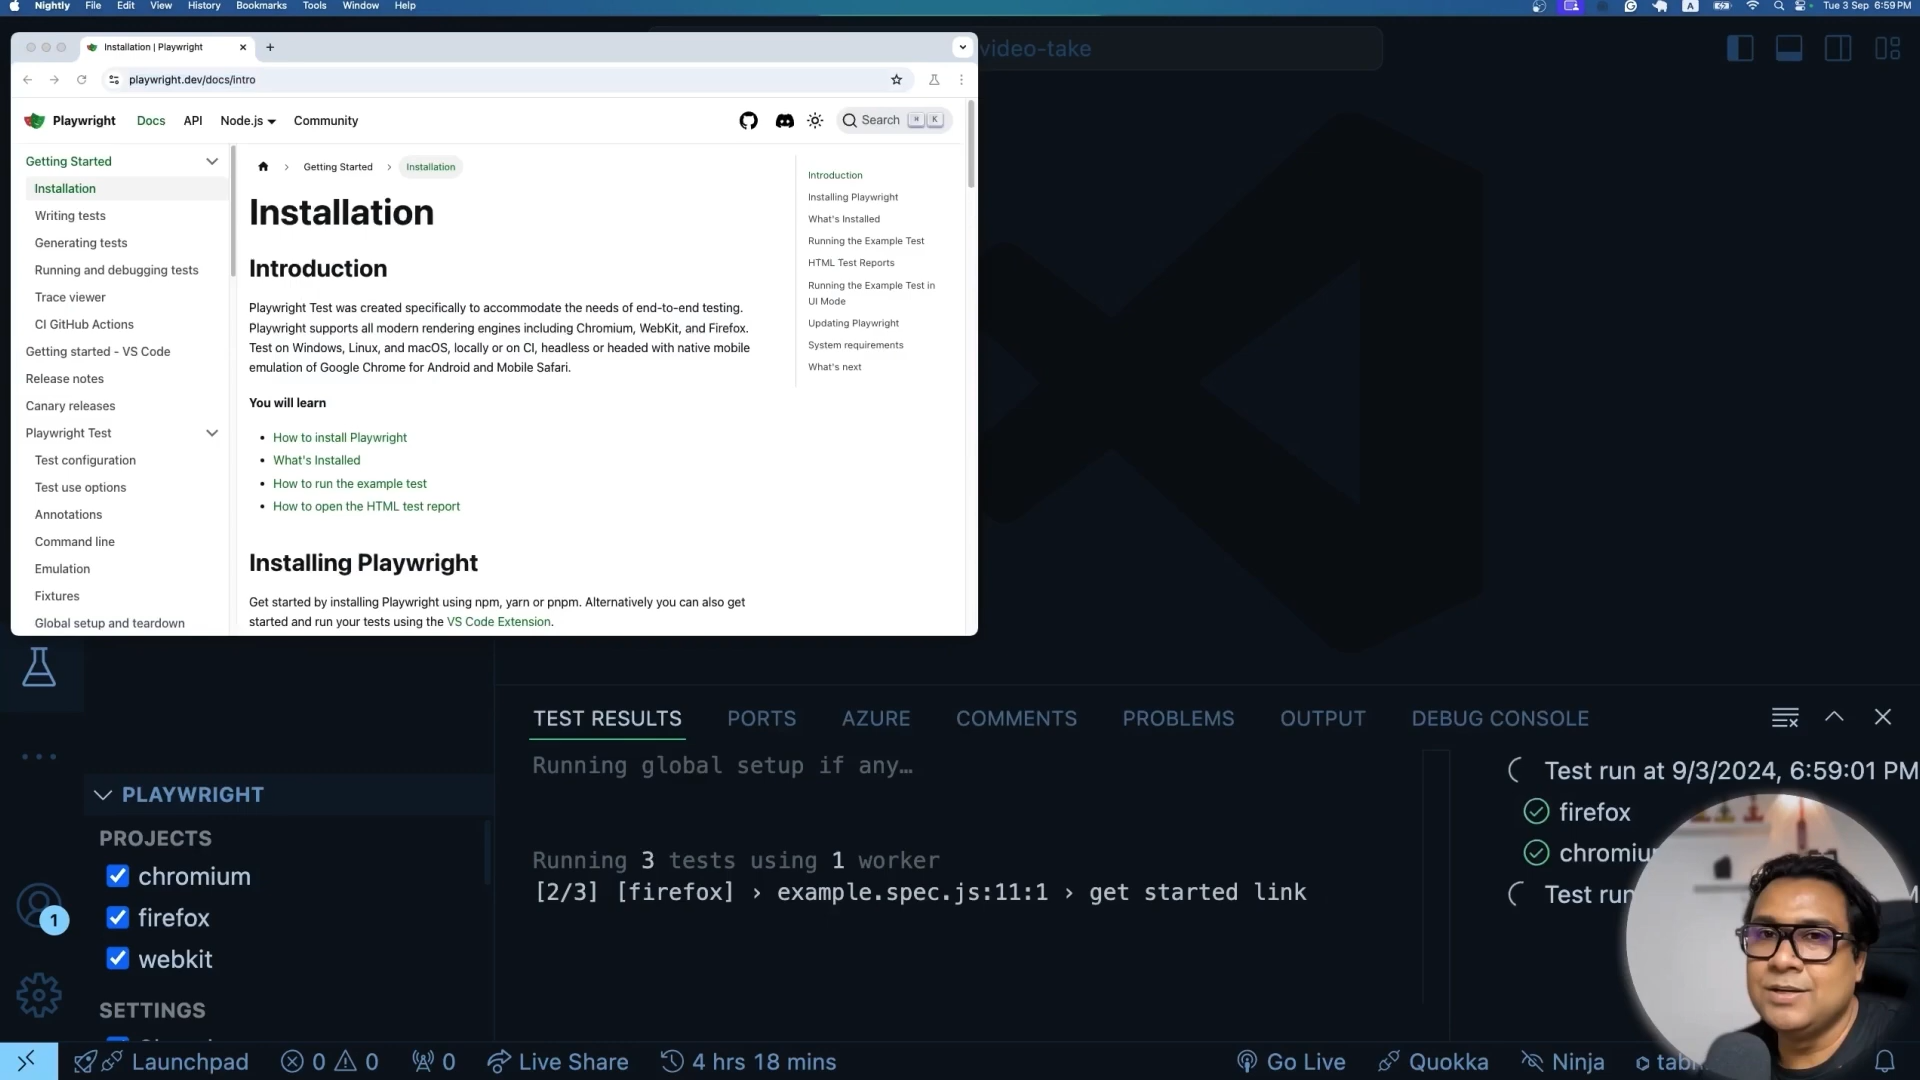 Nightly File Edit View History Bookmarks Tools Window Help
A Tue 3 Sep 6:59 PM
Installation | Playwright
video-take
playwright.dev/docs/intro
Playwright Docs API Node.js Community
Search ⌘ K
Getting Started
Installation
Writing tests
Generating tests
Running and debugging tests
Trace viewer
CI GitHub Actions
Getting started - VS Code
Release notes
Canary releases
Playwright Test
Test configuration
Test use options
Annotations
Command line
Emulation
Fixtures
Global setup and teardown
Getting Started
Installation
Installation
Introduction
Playwright Test was created specifically to accommodate the needs of end-to-end testing.
Playwright supports all modern rendering engines including Chromium, WebKit, and Firefox.
Test on Windows, Linux, and macOS, locally or on CI, headless or headed with native mobile
emulation of Google Chrome for Android and Mobile Safari.
You will learn
• How to install Playwright
• What's Installed
• How to run the example test
• How to open the HTML test report
Installing Playwright
Get started by installing Playwright using npm, yarn or pnpm. Alternatively you can also get
started and run your tests using the VS Code Extension.
Introduction
Installing Playwright
What's Installed
Running the Example Test
HTML Test Reports
Running the Example Test in
UI Mode
Updating Playwright
System requirements
What's next
PLAYWRIGHT
PROJECTS
chromium
firefox
webkit
SETTINGS
1
TEST RESULTS PORTS AZURE COMMENTS PROBLEMS OUTPUT DEBUG CONSOLE
Running global setup if any…
Running 3 tests using 1 worker
[2/3] [firefox] › example.spec.js:11:1 › get started link
Test run at 9/3/2024, 6:59:01 PM
firefox
chromiu
Test run
Launchpad 0 0 0 Live Share 4 hrs 18 mins
Go Live Quokka Ninja